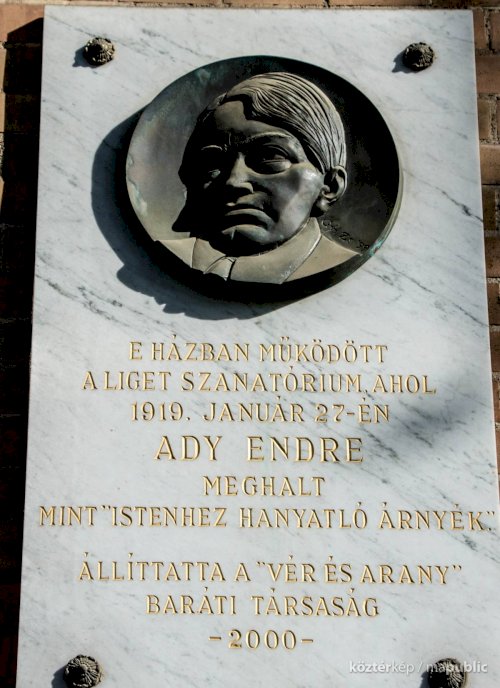 E HÁZBAN MŰKÖDÖTT
A LIGET SZANATÓRIUM, AHOL
1919. JANUÁR 27-ÉN
ADY ENDRE
MEGHALT
MINT "ISTENHEZ HANYATLÓ ÁRNYÉK."
ÁLLÍTTATTA A "VÉR ÉS ARANY"
BARÁTI TÁRSASÁG
-2000-
köztérkép / mapublic